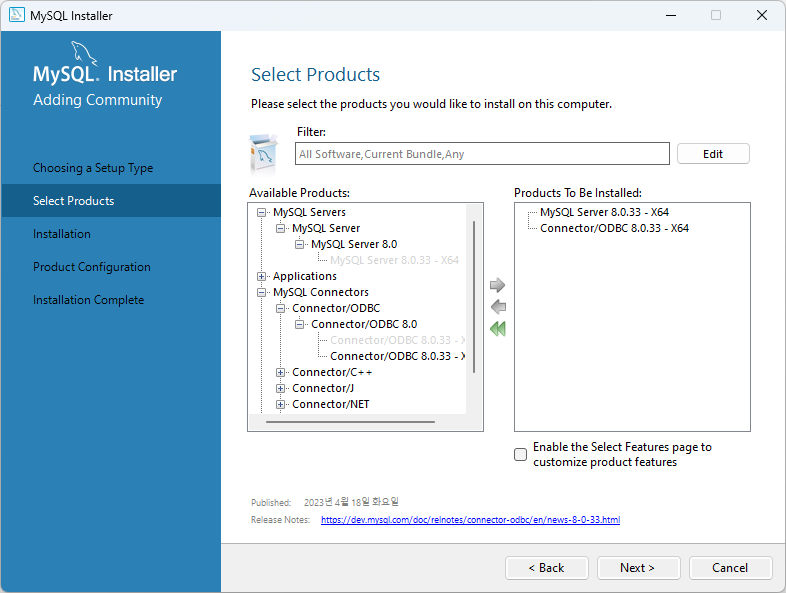 MySQL Installer
MySQL. Installer
Adding Community
Choosing a Setup Type
Select Products
Installation
Product Configuration
Installation Complete
Select Products
Please select the products you would like to install on this computer.
Filter:
All Software,Current Bundle,Any
Edit
Available Products:
MySQL Servers
MySQL Server
MySQL Server 8.0
MySQL Server 8.0.33 - X64
Applications
MySQL Connectors
Connector/ODBC
Connector/ODBC 8.0
Connector/ODBC 8.0.33 - X
Connector/ODBC 8.0.33 - X
Connector/C++
Connector/J
Connector/NET
Products To Be Installed:
MySQL Server 8.0.33 - X64
Connector/ODBC 8.0.33 - X64
Enable the Select Features page to
customize product features
Published: 2023년 4월 18일 화요일
Release Notes: https://dev.mysql.com/doc/relnotes/connector-odbc/en/news-8-0-33.html
< Back
Next >
Cancel